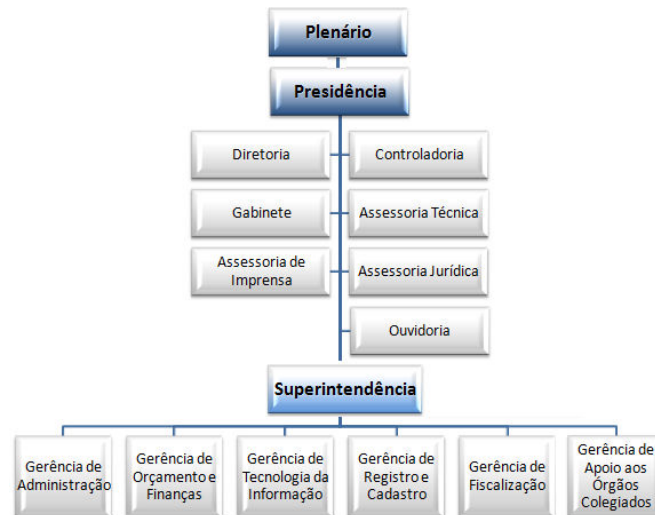 Plenário
Presidência
Diretoria
Controladoria
Gabinete
Assessoria Técnica
Assessoria de
Imprensa
Assessoria Jurídica
Ouvidoria
Superintendência
Gerência de
Administração
Gerência de
Orçamento e
Finanças
Gerência de
Tecnologia da
Informação
Gerência de
Registro e
Cadastro
Gerência de
Fiscalização
Gerência de
Apoio aos
Órgãos
Colegiados